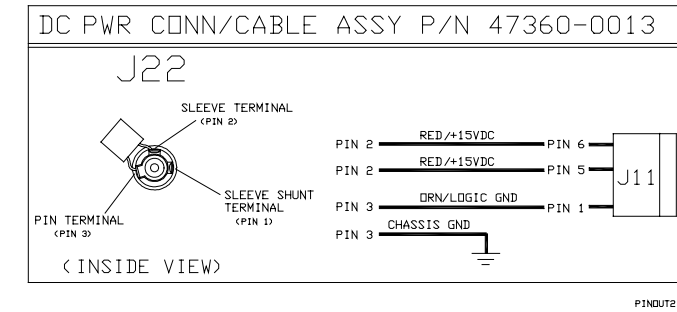 DC PWR CONN/CABLE ASSY P/N 47360-0013
J22
SLEEVE TERMINAL
(PIN 2)
SLEEVE SHUNT
TERMINAL
(PIN 1)
PIN TERMINAL
(PIN 3)
(INSIDE VIEW)
PIN 2 RED/+15VDC PIN 6
PIN 2 RED/+15VDC PIN 5
J11
PIN 3 ORN/LOGIC GND PIN 1
PIN 3 CHASSIS GND
PINOUT2